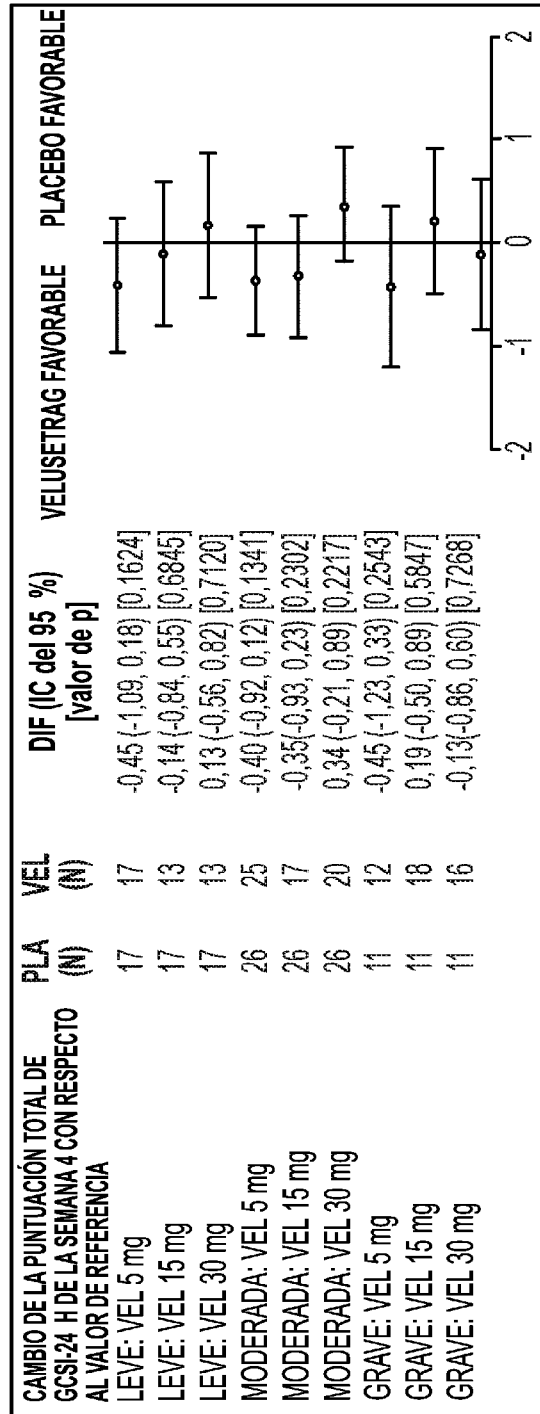 CAMBIO DE LA PUNTUACIÓN TOTAL DE
GCSI-24 H DE LA SEMANA 4 CON RESPECTO
AL VALOR DE REFERENCIA
PLA
(N)
VEL
(N)
DIF (IC del 95 %)
[valor de p]
VELUSETRAG FAVORABLE PLACEBO FAVORABLE
LEVE: VEL 5 mg 17 17 -0,45 (-1,09, 0,18) [0,1624]
LEVE: VEL 15 mg 17 13 -0,14 (-0,84, 0,55) [0,6845]
LEVE: VEL 30 mg 17 13 0,13 (-0,56, 0,82) [0,7120]
MODERADA: VEL 5 mg 26 25 -0,40 (-0,92, 0,12) [0,1341]
MODERADA: VEL 15 mg 26 17 -0,35(-0,93, 0,23) [0,2302]
MODERADA: VEL 30 mg 26 20 0,34 (-0,21, 0,89) [0,2217]
GRAVE: VEL 5 mg 11 12 -0,45 (-1,23, 0,33) [0,2543]
GRAVE: VEL 15 mg 11 18 0,19 (-0,50, 0,89) [0,5847]
GRAVE: VEL 30 mg 11 16 -0,13(-0,86, 0,60) [0,7268]
-2 -1 0 1 2